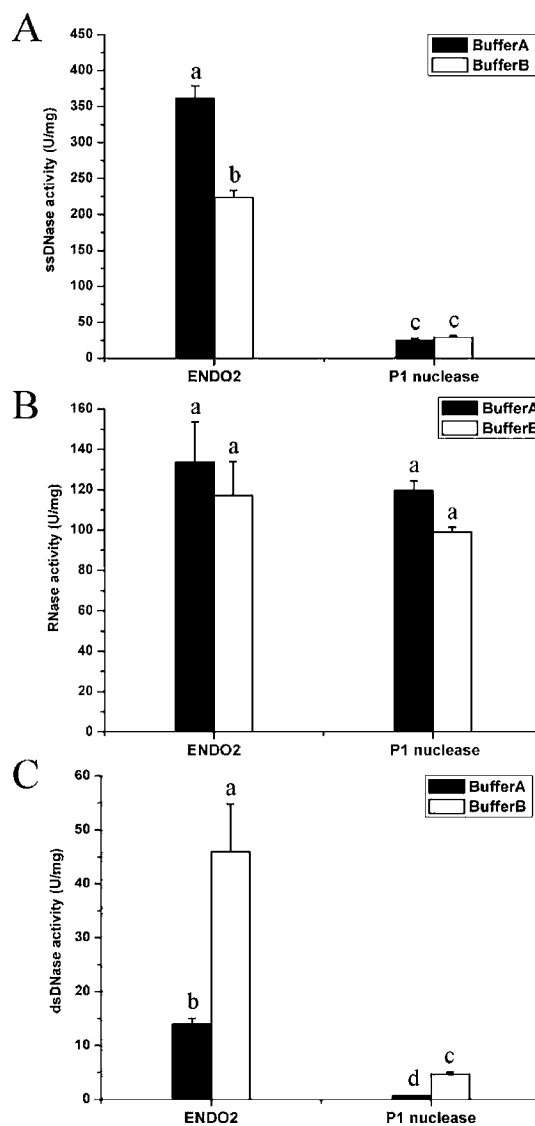 A
450
400
350
300
250
200
150
100
50
0
ssDNase activity (U/mg)
BufferA
BufferB
a
b
c c
ENDO2 P1 nuclease
B
160
140
120
100
80
60
40
20
0
RNase activity (U/mg)
BufferA
BufferB
a
a
a
a
ENDO2 P1 nuclease
C
60
50
40
30
20
10
0
dsDNase activity (U/mg)
BufferA
BufferB
a
b
c
d
ENDO2 P1 nuclease